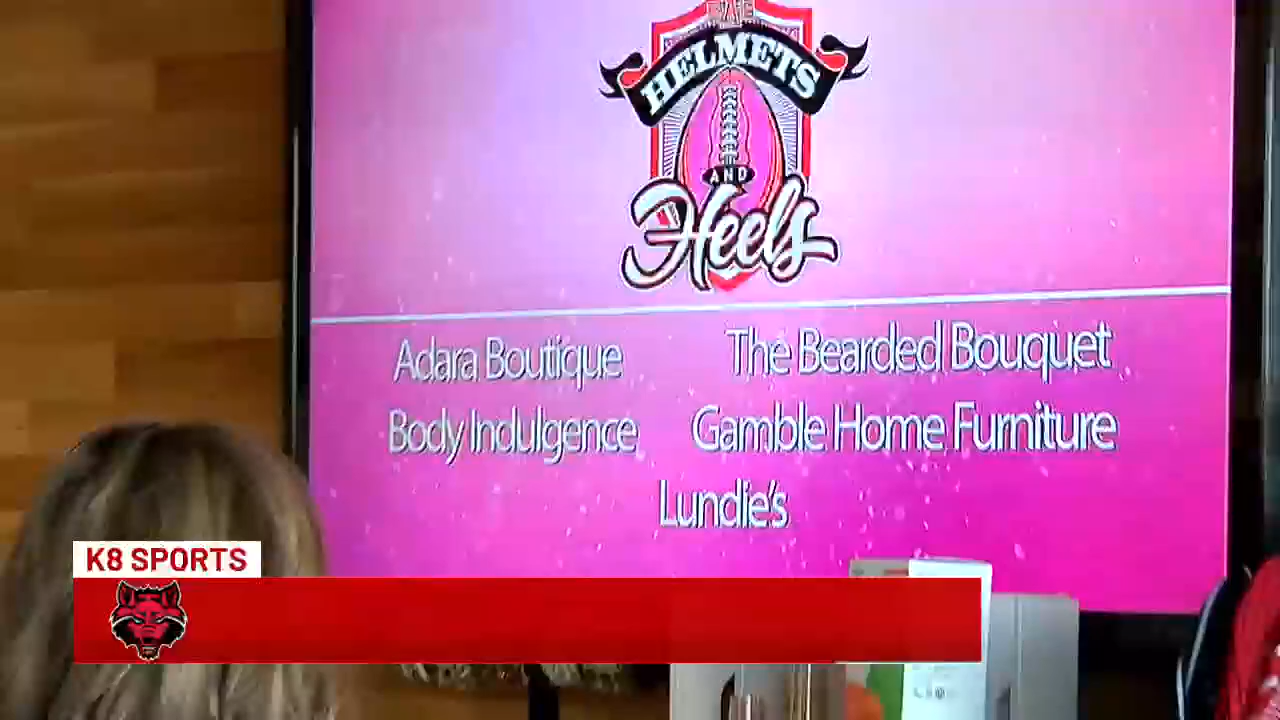 HELMETS
AND
Heels
Adara Boutique
The Bearded Bouquet
Body Indulgence
Gamble Home Furniture
Lundie's
K8 SPORTS